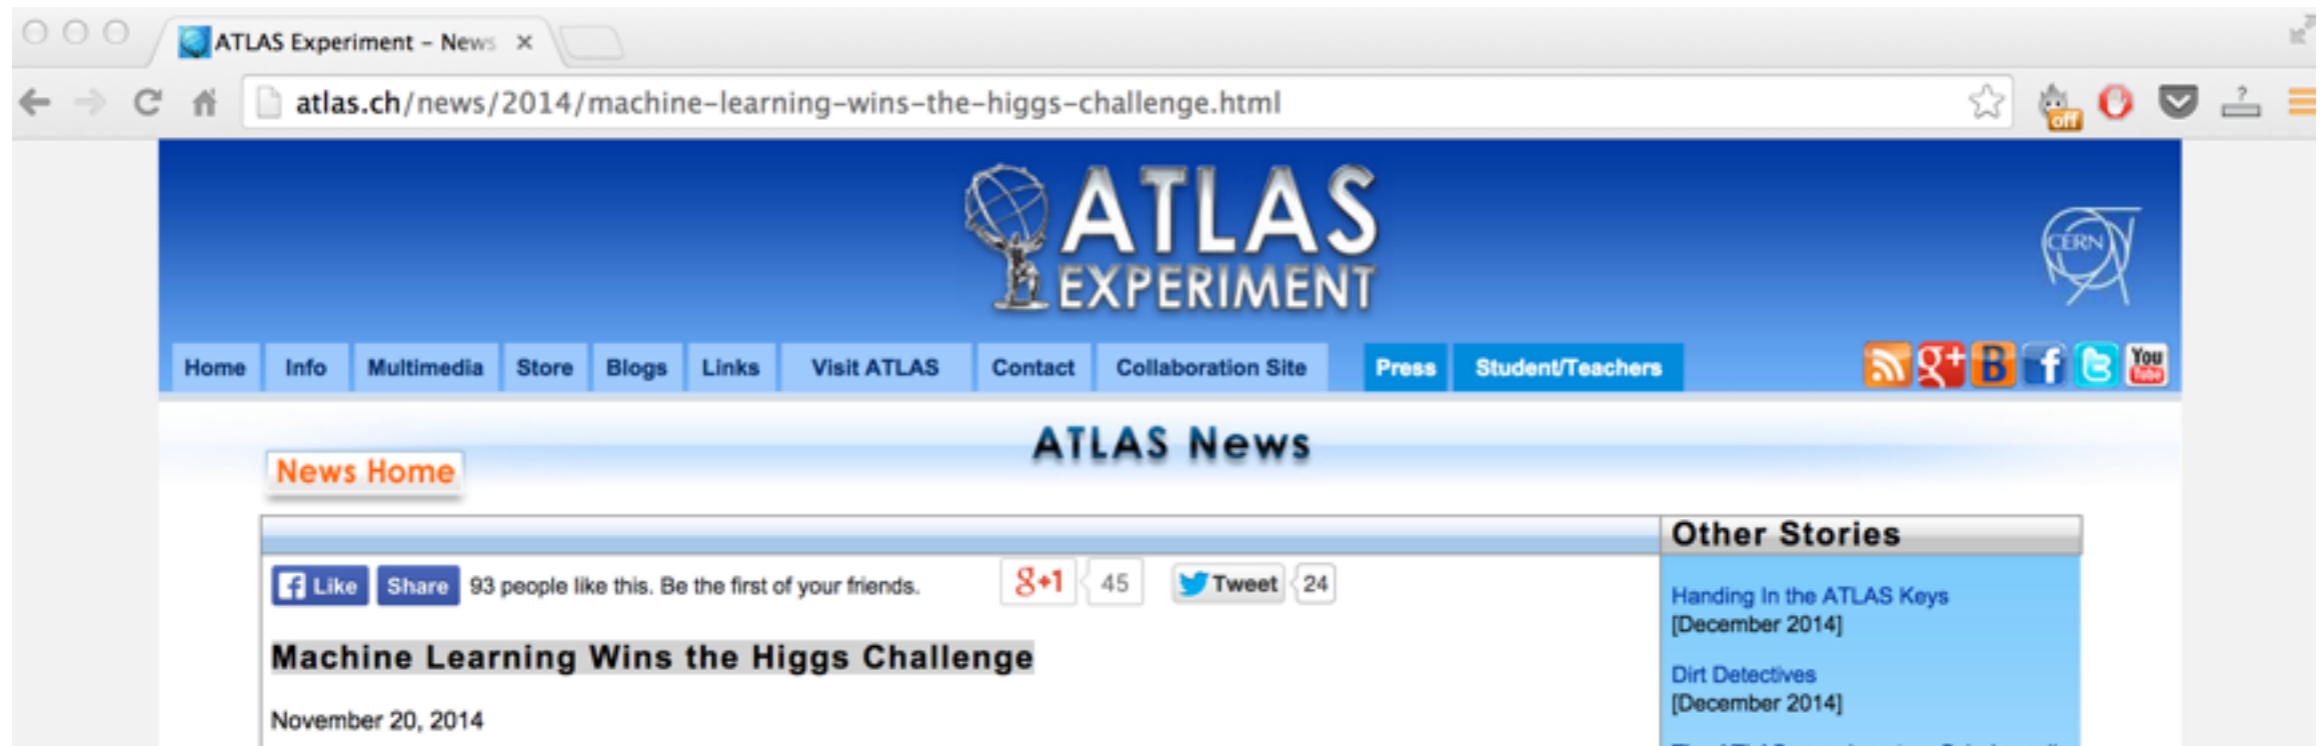 ATLAS Experiment – News
atlas.ch/news/2014/machine-learning-wins-the-higgs-challenge.html
off
?
ATLAS
EXPERIMENT
CERN
Home Info Multimedia Store Blogs Links Visit ATLAS Contact Collaboration Site Press Student/Teachers
g+ B f You Tube
ATLAS News
News Home
Other Stories
f Like Share 93 people like this. Be the first of your friends. g+1 45 Tweet 24
Handing In the ATLAS Keys
[December 2014]
Machine Learning Wins the Higgs Challenge
Dirt Detectives
[December 2014]
November 20, 2014